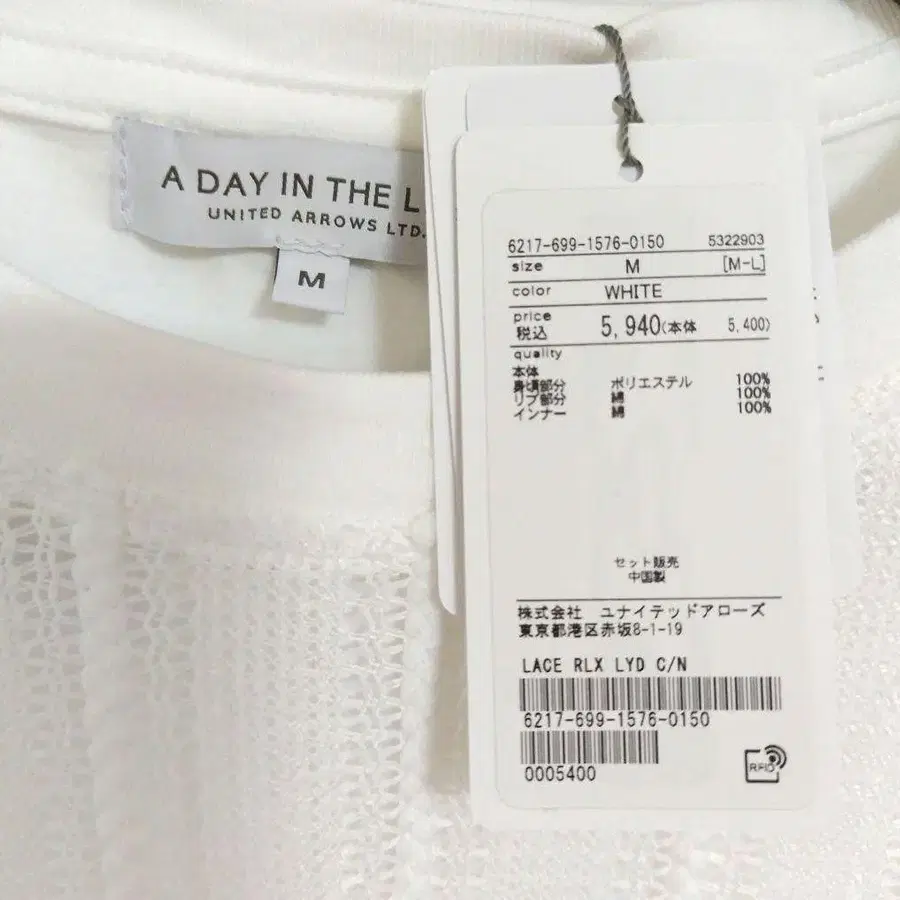 A DAY IN THE L
UNITED ARROWS LTD.
M
6217-699-1576-0150 5322903
size M [M-L]
color WHITE
price
税込 5,940(本体 5,400)
quality
本体
身頃部分 ポリエステル 100%
リブ部分 綿 100%
インナー 綿 100%
セット販売
中国製
株式会社 ユナイテッドアローズ
東京都港区赤坂8-1-19
LACE RLX LYD C/N
6217-699-1576-0150
0005400
RFID